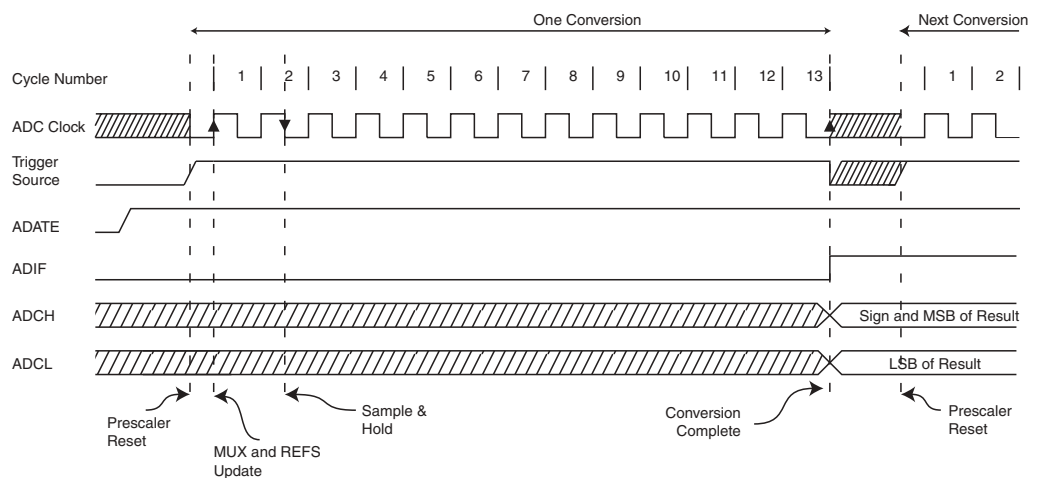 One Conversion
Next Conversion
Cycle Number
1 2 3 4 5 6 7 8 9 10 11 12 13 1 2
ADC Clock
Trigger
Source
ADATE
ADIF
ADCH
Sign and MSB of Result
ADCL
LSB of Result
Prescaler
Reset
MUX and REFS
Update
Sample &
Hold
Conversion
Complete
Prescaler
Reset